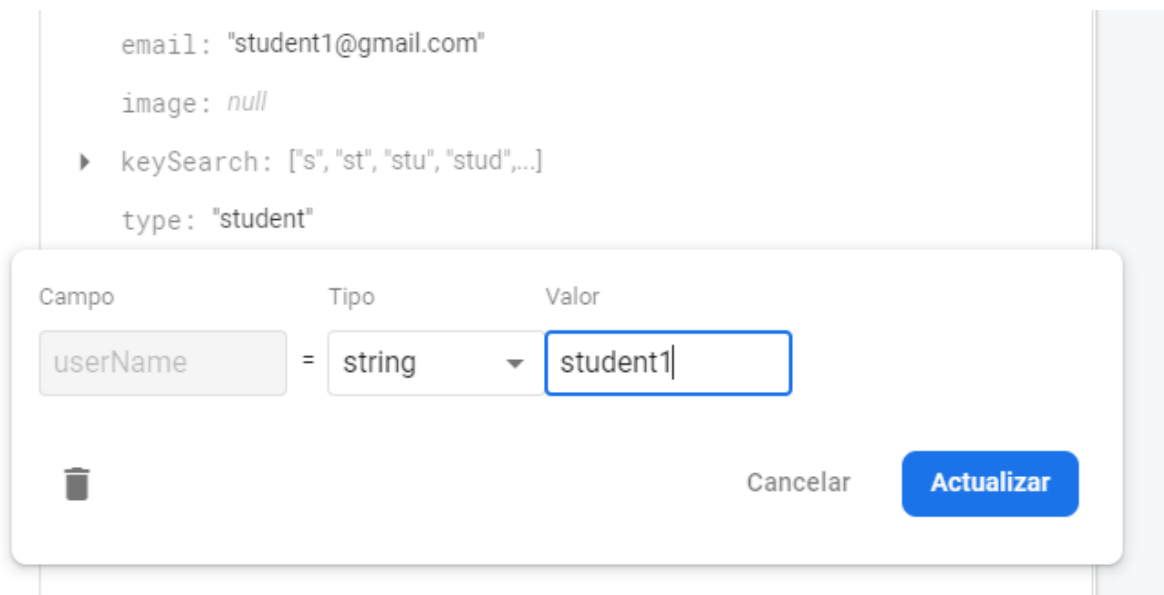 email: "student1@gmail.com"
image: null
keySearch: ["s", "st", "stu", "stud",...]
type: "student"
Campo Tipo Valor
userName = string student1
Cancelar Actualizar